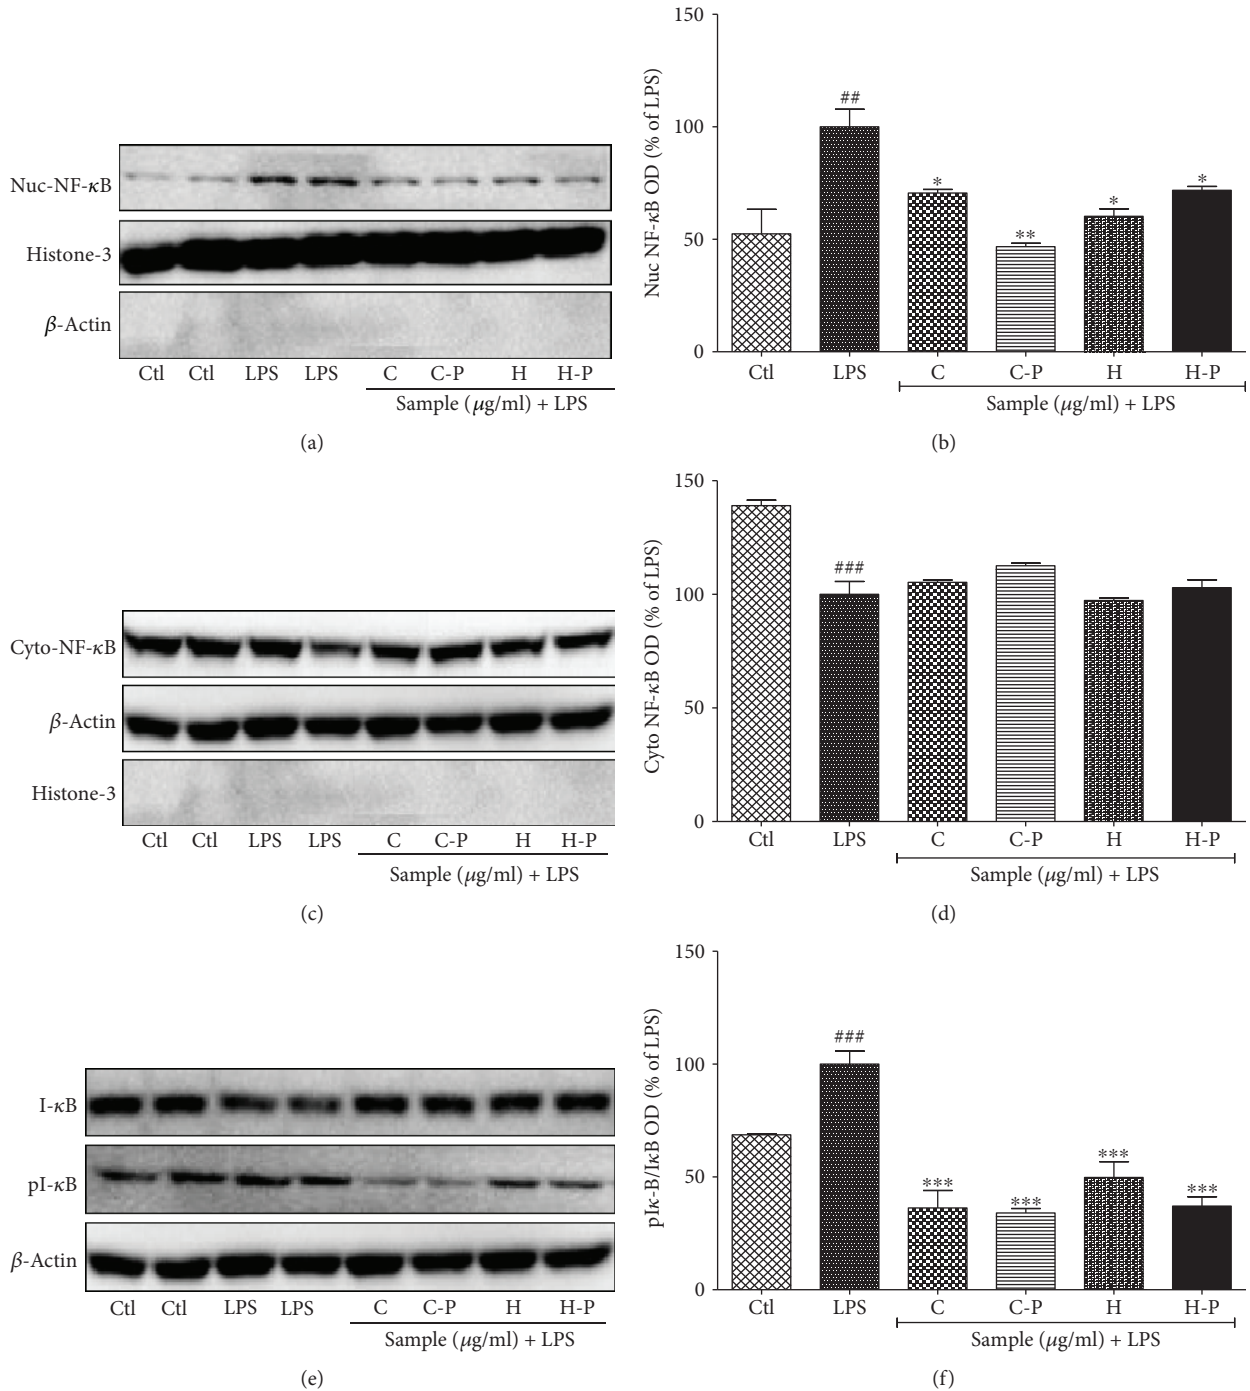 Nuc-NF-κB
Histone-3
β-Actin
Ctl Ctl LPS LPS C C-P H H-P
Sample (μg/ml) + LPS
(a)
Nuc NF-κB OD (% of LPS)
150
100
50
0
##
*
**
*
*
Ctl LPS C C-P H H-P
Sample (μg/ml) + LPS
(b)
Cyto-NF-κB
β-Actin
Histone-3
Ctl Ctl LPS LPS C C-P H H-P
Sample (μg/ml) + LPS
(c)
Cyto NF-κB OD (% of LPS)
150
100
50
0
###
Ctl LPS C C-P H H-P
Sample (μg/ml) + LPS
(d)
I-κB
pI-κB
β-Actin
Ctl Ctl LPS LPS C C-P H H-P
Sample (μg/ml) + LPS
(e)
pIκ-B/IκB OD (% of LPS)
150
100
50
0
###
***
***
***
***
Ctl LPS C C-P H H-P
Sample (μg/ml) + LPS
(f)